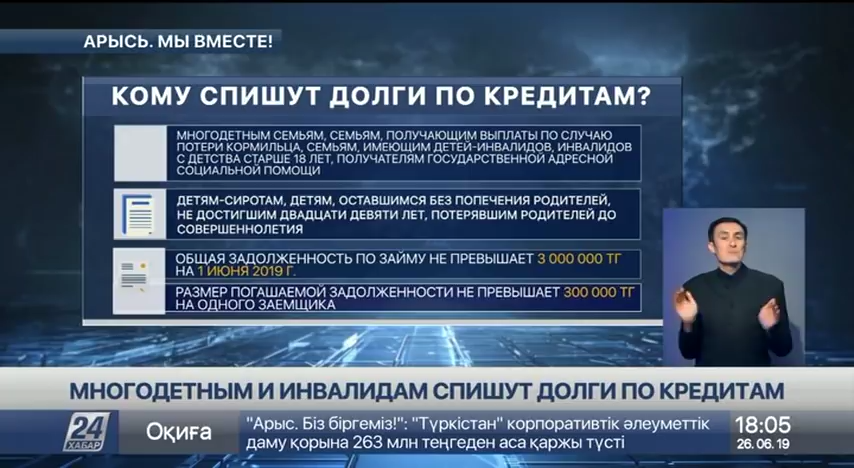 АРЫСЬ. МЫ ВМЕСТЕ!
КОМУ СПИШУТ ДОЛГИ ПО КРЕДИТАМ?
МНОГОДЕТНЫМ СЕМЬЯМ, СЕМЬЯМ, ПОЛУЧАЮЩИМ ВЫПЛАТЫ ПО СЛУЧАЮ
ПОТЕРИ КОРМИЛЬЦА, СЕМЬЯМ, ИМЕЮЩИМ ДЕТЕЙ-ИНВАЛИДОВ, ИНВАЛИДОВ
С ДЕТСТВА СТАРШЕ 18 ЛЕТ, ПОЛУЧАТЕЛЯМ ГОСУДАРСТВЕННОЙ АДРЕСНОЙ
СОЦИАЛЬНОЙ ПОМОЩИ
ДЕТЯМ-СИРОТАМ, ДЕТЯМ, ОСТАВШИМСЯ БЕЗ ПОПЕЧЕНИЯ РОДИТЕЛЕЙ,
НЕ ДОСТИГШИМ ДВАДЦАТИ ДЕВЯТИ ЛЕТ, ПОТЕРЯВШИМ РОДИТЕЛЕЙ ДО
СОВЕРШЕННОЛЕТИЯ
ОБЩАЯ ЗАДОЛЖЕННОСТЬ ПО ЗАЙМУ НЕ ПРЕВЫШАЕТ 3 000 000 ТГ
НА 1 ИЮНЯ 2019 Г.
РАЗМЕР ПОГАШАЕМОЙ ЗАДОЛЖЕННОСТИ НЕ ПРЕВЫШАЕТ 300 000 ТГ
НА ОДНОГО ЗАЕМЩИКА
МНОГОДЕТНЫМ И ИНВАЛИДАМ СПИШУТ ДОЛГИ ПО КРЕДИТАМ
24
ХАБАР
Оқиға
"Арыс. Біз біргеміз!": "Түркістан" корпоративтік әлеуметтік
даму қорына 263 млн теңгеден аса қаржы түсті
18:05
26.06.19